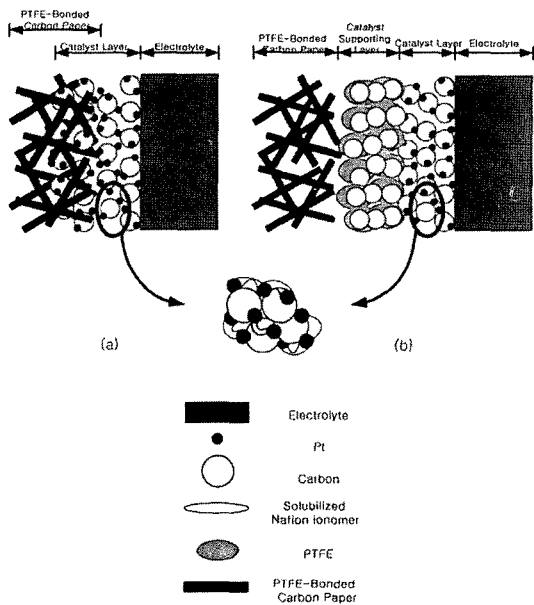 PTFE-Bonded
Carbon Paper
Catalyst Layer
Electrolyte
PTFE-Bonded
Carbon Paper
Catalyst
Supporting
Layer
Catalyst Layer
Electrolyte
(a)
(b)
Electrolyte
Pt
Carbon
Solubilized
Nafion ionomer
PTFE
PTFE-Bonded
Carbon Paper